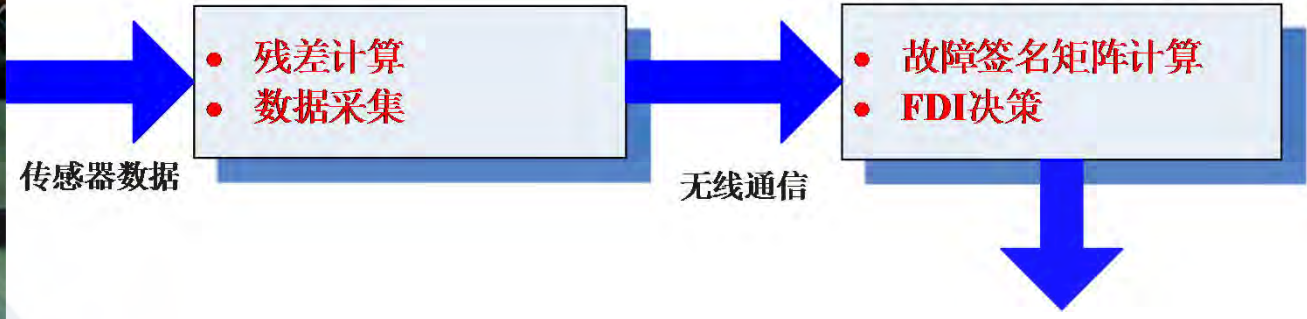 残差计算
数据采集
故障签名矩阵计算
FDI决策
传感器数据
无线通信